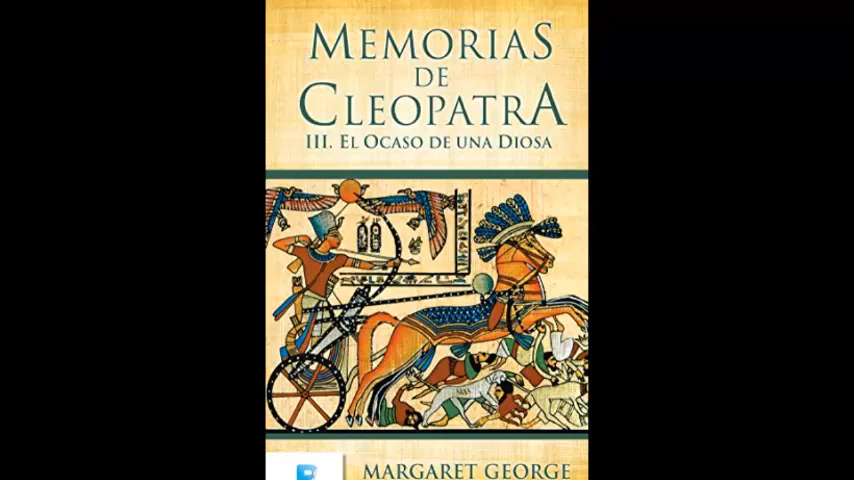 MEMORIAS
DE
CLEOPATRA
III. EL OCASO DE UNA DIOSA
MARGARET GEORGE